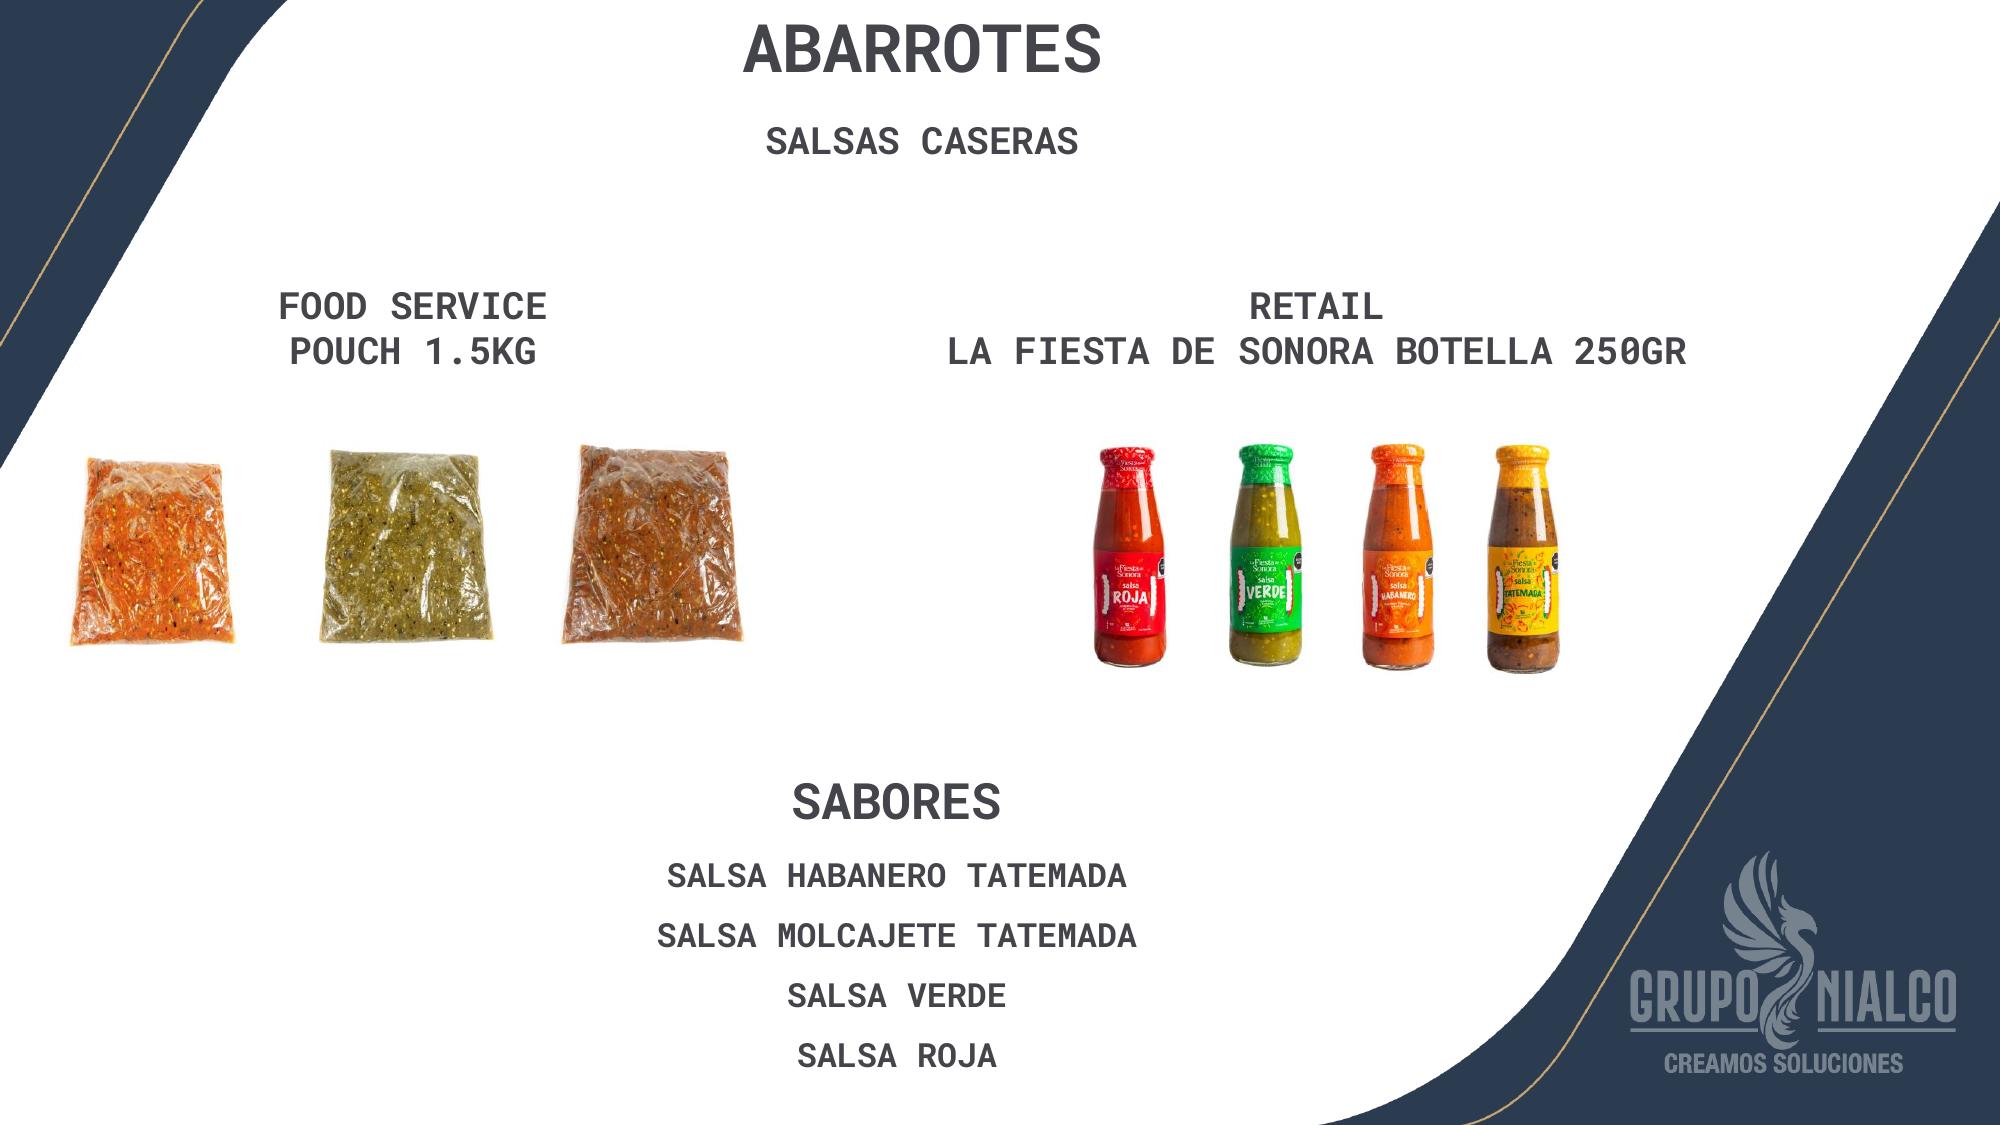 ABARROTES
SALSAS CASERAS
FOOD SERVICE
POUCH 1.5KG
RETAIL
LA FIESTA DE SONORA BOTELLA 250GR
La Fiesta de
Sonora
salsa
ROJA
La Fiesta de
Sonora
salsa
VERDE
La Fiesta de
Sonora
salsa
HABANERO
La Fiesta de
Sonora
salsa
TATEMADA
SABORES
SALSA HABANERO TATEMADA
SALSA MOLCAJETE TATEMADA
SALSA VERDE
SALSA ROJA
GRUPO NIALCO
CREAMOS SOLUCIONES